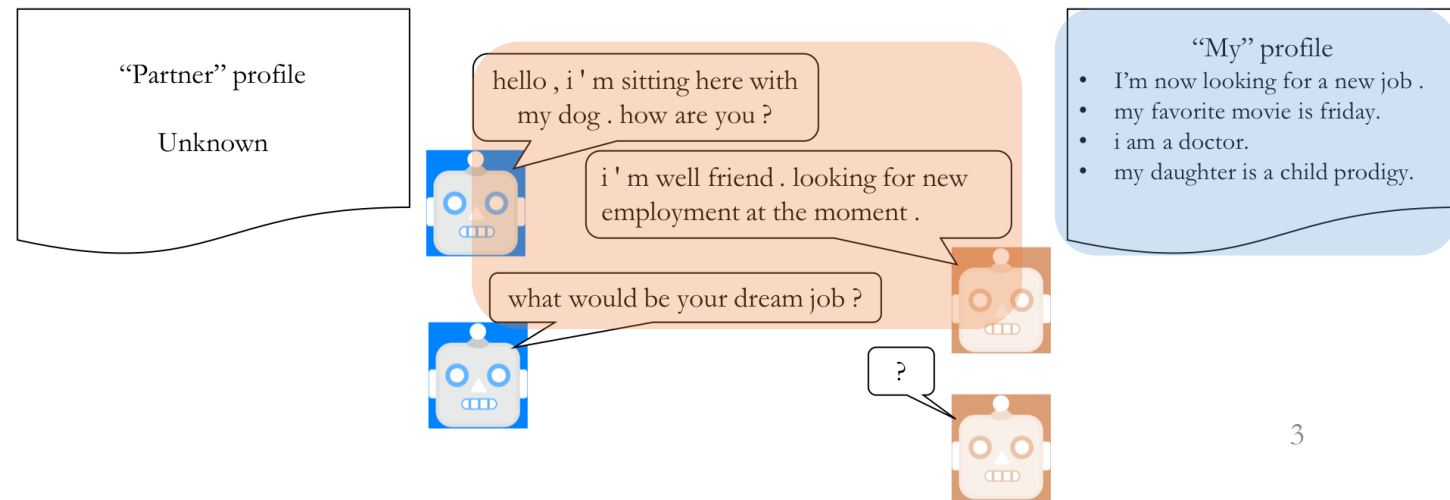 “Partner” profile
Unknown
hello , i ' m sitting here with
my dog . how are you ?
i ' m well friend . looking for new
employment at the moment .
what would be your dream job ?
?
“My” profile
• I’m now looking for a new job .
• my favorite movie is friday.
• i am a doctor.
• my daughter is a child prodigy.
3